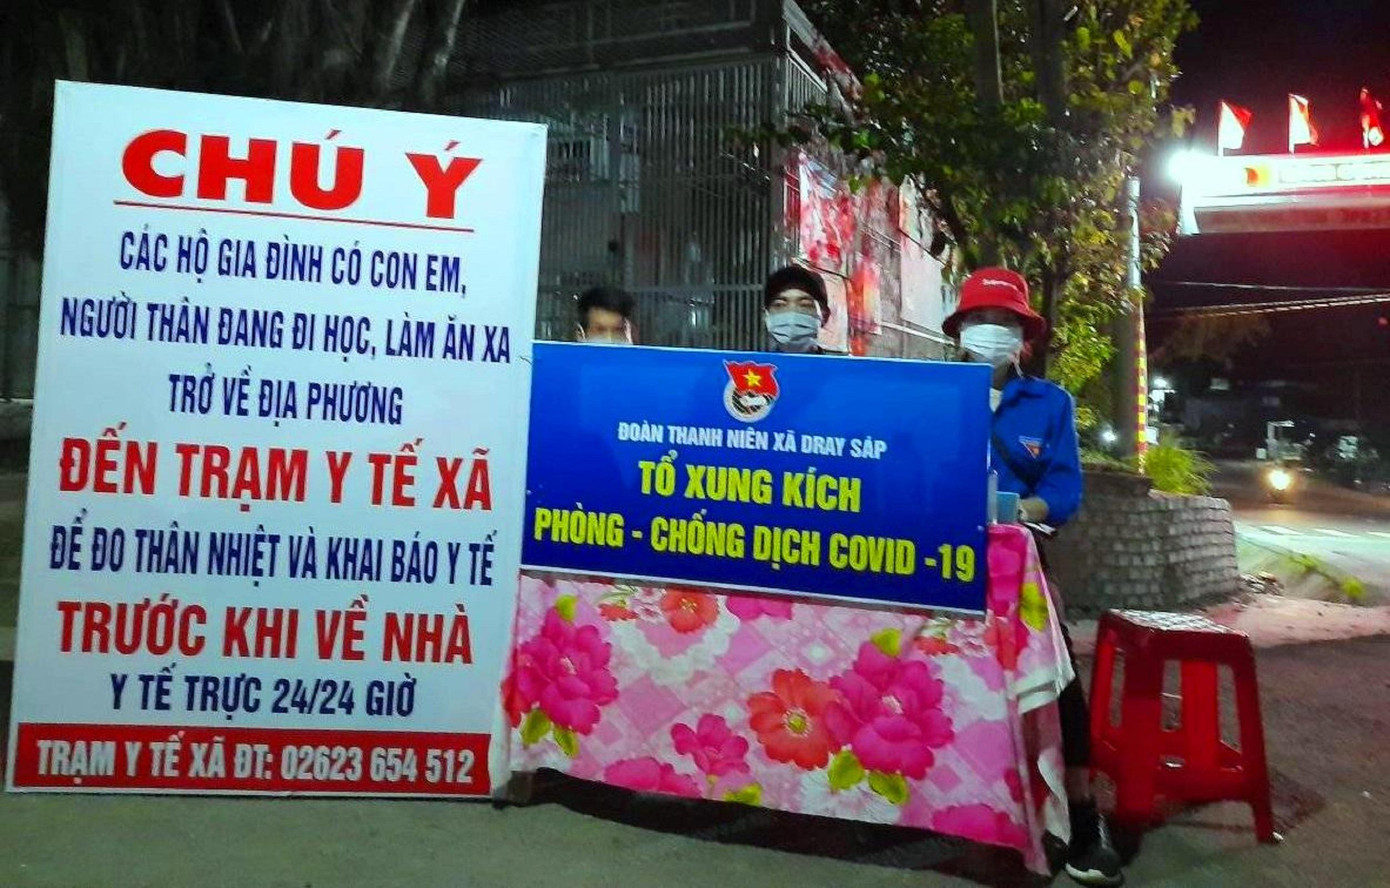 CHÚ Ý
CÁC HỘ GIA ĐÌNH CÓ CON EM,
NGƯỜI THÂN ĐANG ĐI HỌC, LÀM ĂN XA
TRỞ VỀ ĐỊA PHƯƠNG
ĐẾN TRẠM Y TẾ XÃ
ĐỂ ĐO THÂN NHIỆT VÀ KHAI BÁO Y TẾ
TRƯỚC KHI VỀ NHÀ
Y TẾ TRỰC 24/24 GIỜ
TRẠM Y TẾ XÃ ĐT: 02623 654 512
ĐOÀN THANH NIÊN XÃ DRAY SÁP
TỔ XUNG KÍCH
PHÒNG - CHỐNG DỊCH COVID -19